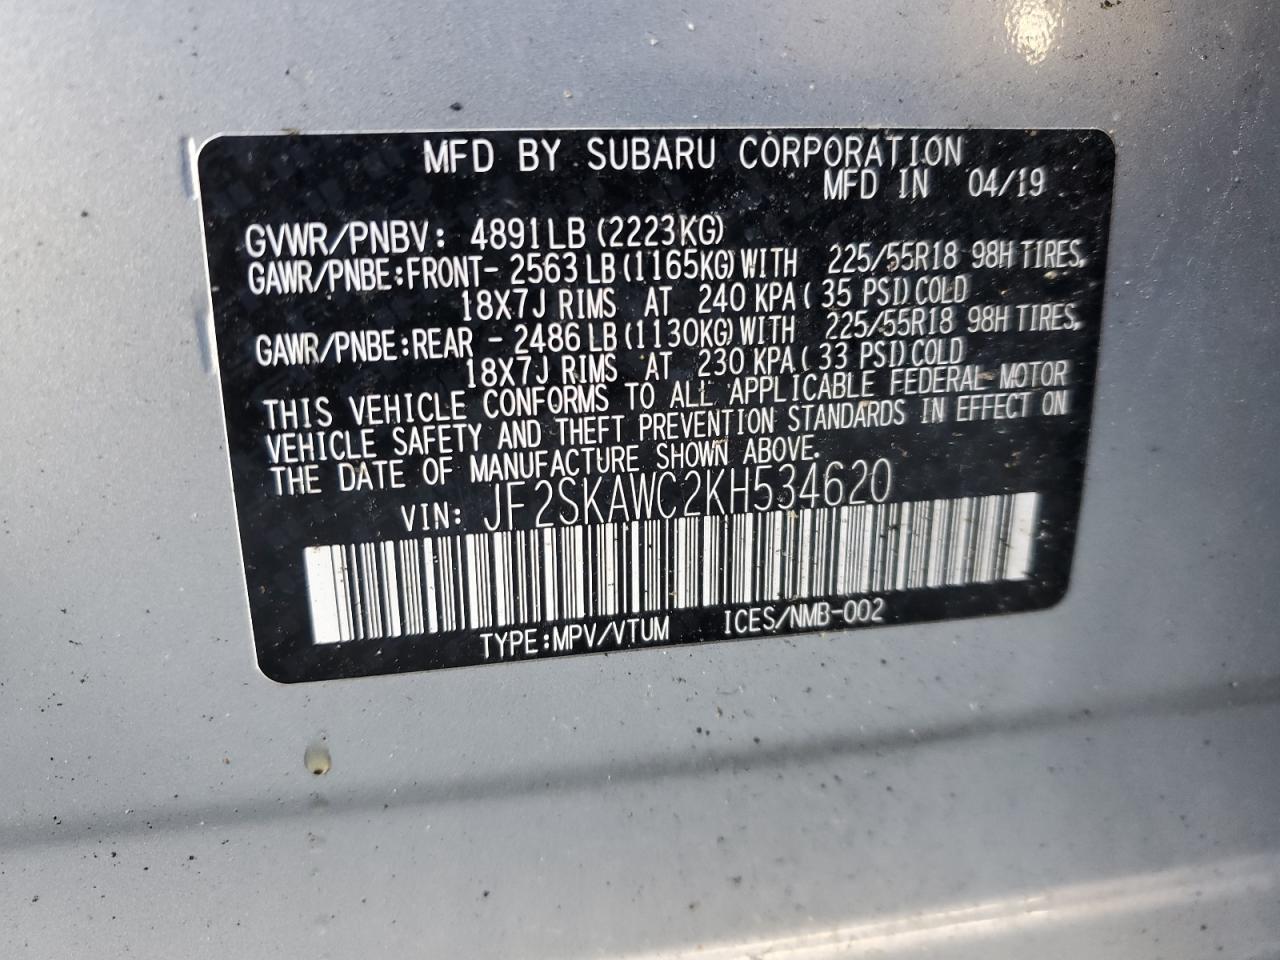 MFD BY SUBARU CORPORATION
MFD IN 04/19
GVWR/PNBV: 4891LB (2223KG)
GAWR/PNBE:FRONT- 2563 LB (1165KG) WITH 225/55R18 98H TIRES,
18X7J RIMS AT 240 KPA ( 35 PSI) COLD
GAWR/PNBE:REAR - 2486 LB (1130KG) WITH 225/55R18 98H TIRES,
18X7J RIMS AT 230 KPA ( 33 PSI) COLD
THIS VEHICLE CONFORMS TO ALL APPLICABLE FEDERAL MOTOR
VEHICLE SAFETY AND THEFT PREVENTION STANDARDS IN EFFECT ON
THE DATE OF MANUFACTURE SHOWN ABOVE.
VIN: JF2SKAWC2KH534620
TYPE:MPV/VTUM ICES/NMB-002